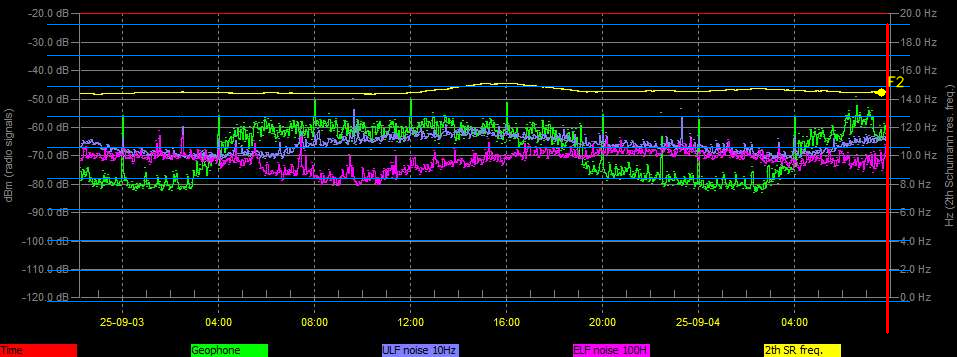 -20.0 dB 20.0 Hz
-30.0 dB 18.0 Hz
-40.0 dB 16.0 Hz
F2
-50.0 dB 14.0 Hz
-60.0 dB 12.0 Hz
-70.0 dB 10.0 Hz
-80.0 dB 8.0 Hz
-90.0 dB 6.0 Hz
-100.0 dB 4.0 Hz
-110.0 dB 2.0 Hz
-120.0 dB 0.0 Hz
dBm (radio signals)
Hz (2th Schumann res. freq.)
25-09-03 04:00 08:00 12:00 16:00 20:00 25-09-04 04:00
Time Geophone ULF noise 10Hz ELF noise 100H 2th SR freq.